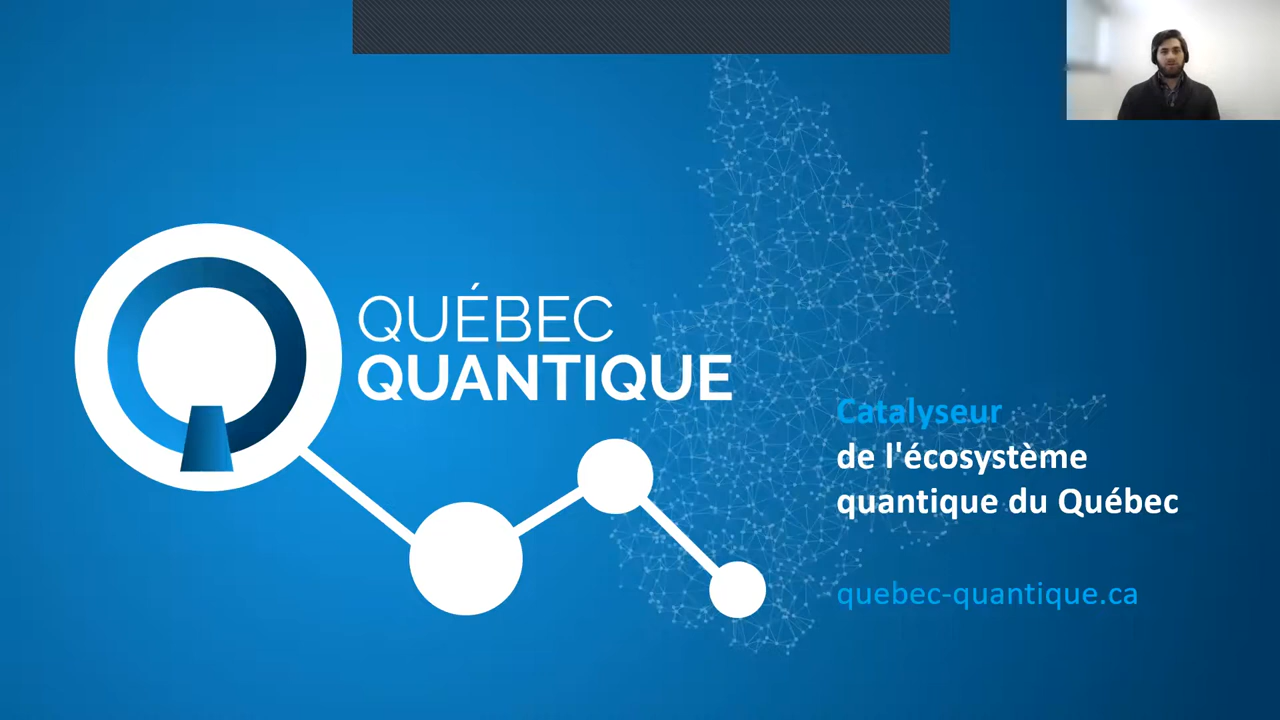 QUÉBEC
QUANTIQUE
Catalyseur
de l'écosystème
quantique du Québec
quebec-quantique.ca